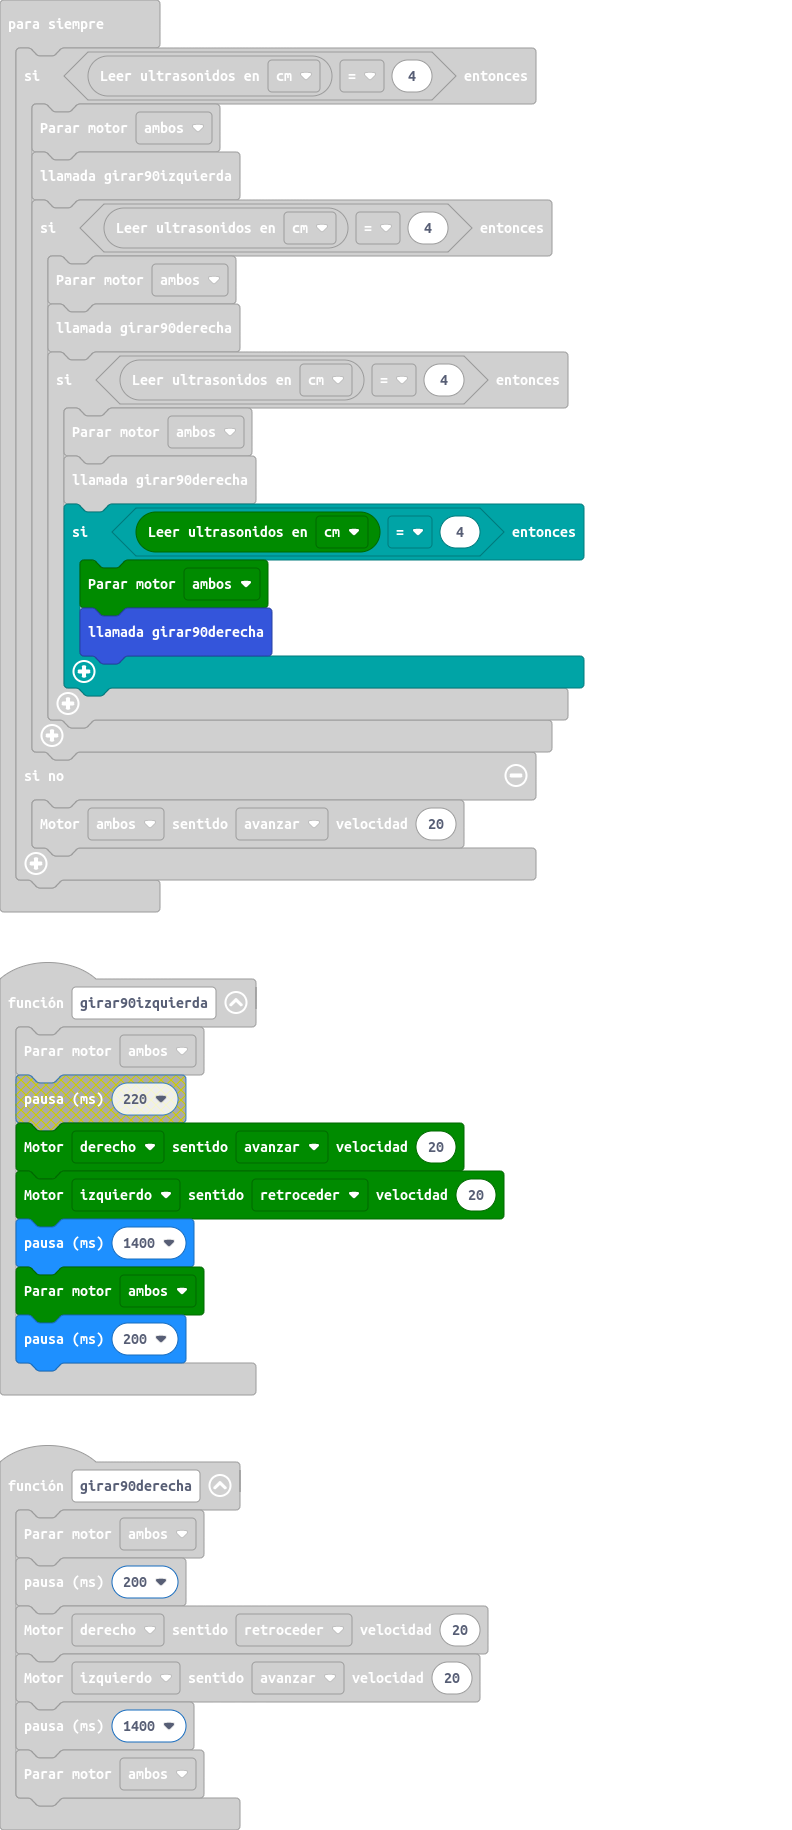 para siempre
si Leer ultrasonidos en cm = 4 entonces
Parar motor ambos
llamada girar90izquierda
si Leer ultrasonidos en cm = 4 entonces
Parar motor ambos
llamada girar90derecha
si Leer ultrasonidos en cm = 4 entonces
Parar motor ambos
llamada girar90derecha
si Leer ultrasonidos en cm = 4 entonces
Parar motor ambos
llamada girar90derecha
si no
Motor ambos sentido avanzar velocidad 20
función girar90izquierda
Parar motor ambos
pausa (ms) 220
Motor derecho sentido avanzar velocidad 20
Motor izquierdo sentido retroceder velocidad 20
pausa (ms) 1400
Parar motor ambos
pausa (ms) 200
función girar90derecha
Parar motor ambos
pausa (ms) 200
Motor derecho sentido retroceder velocidad 20
Motor izquierdo sentido avanzar velocidad 20
pausa (ms) 1400
Parar motor ambos